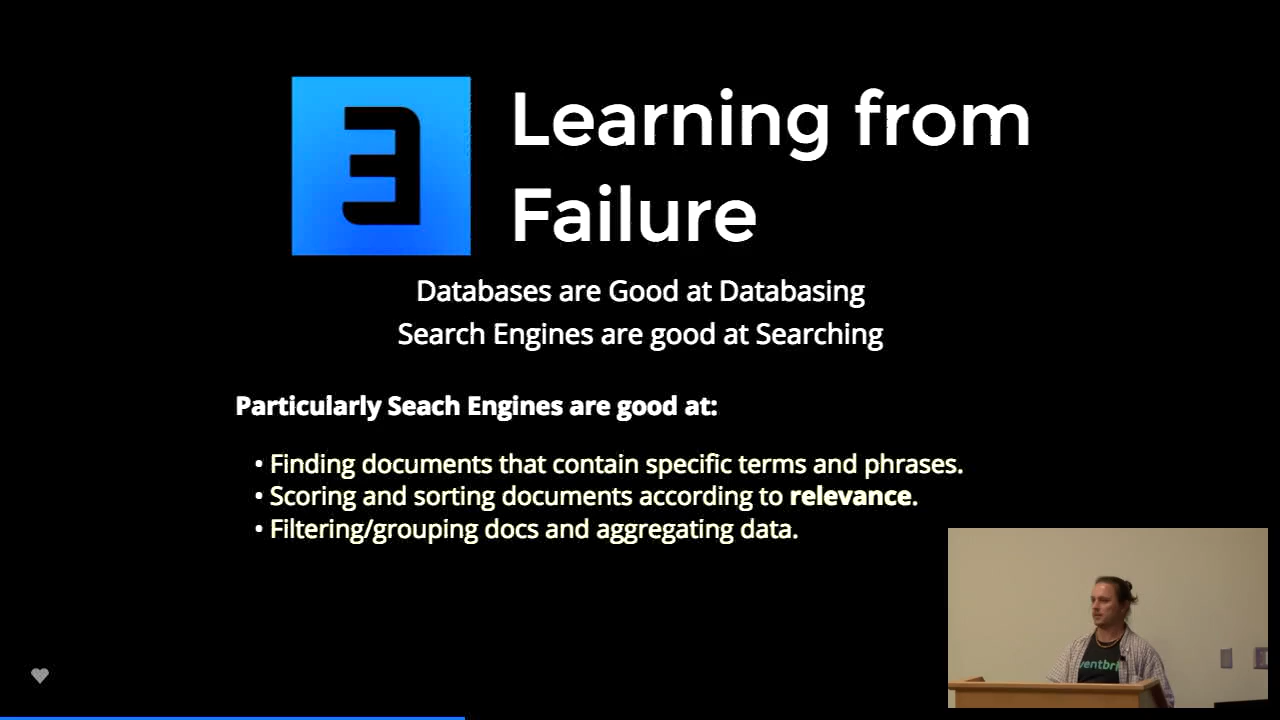 Learning from
Failure
Databases are Good at Databasing
Search Engines are good at Searching
Particularly Seach Engines are good at:
• Finding documents that contain specific terms and phrases.
• Scoring and sorting documents according to relevance.
• Filtering/grouping docs and aggregating data.
ventbri